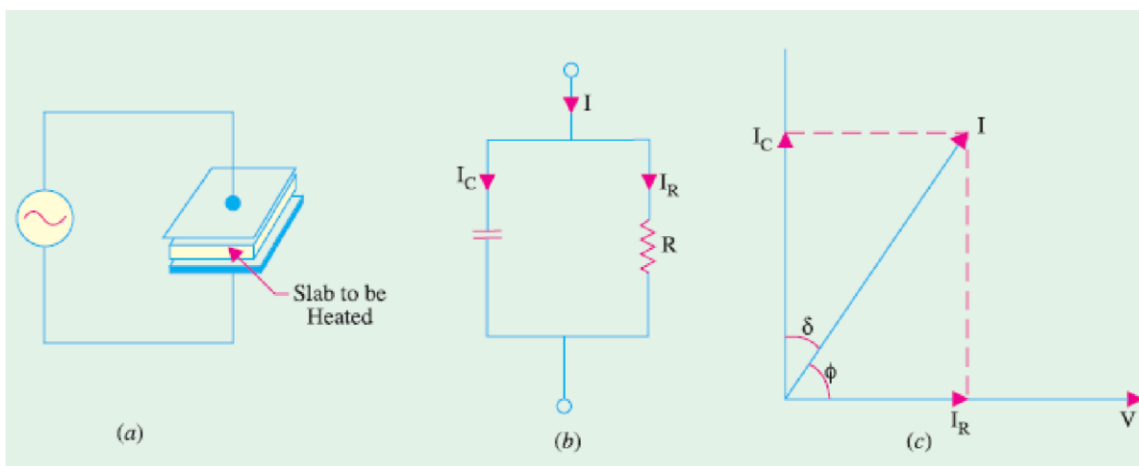 Slab to be
Heated
(a)
I
I_C
I_R
R
(b)
I_C
I
δ
φ
I_R
V
(c)